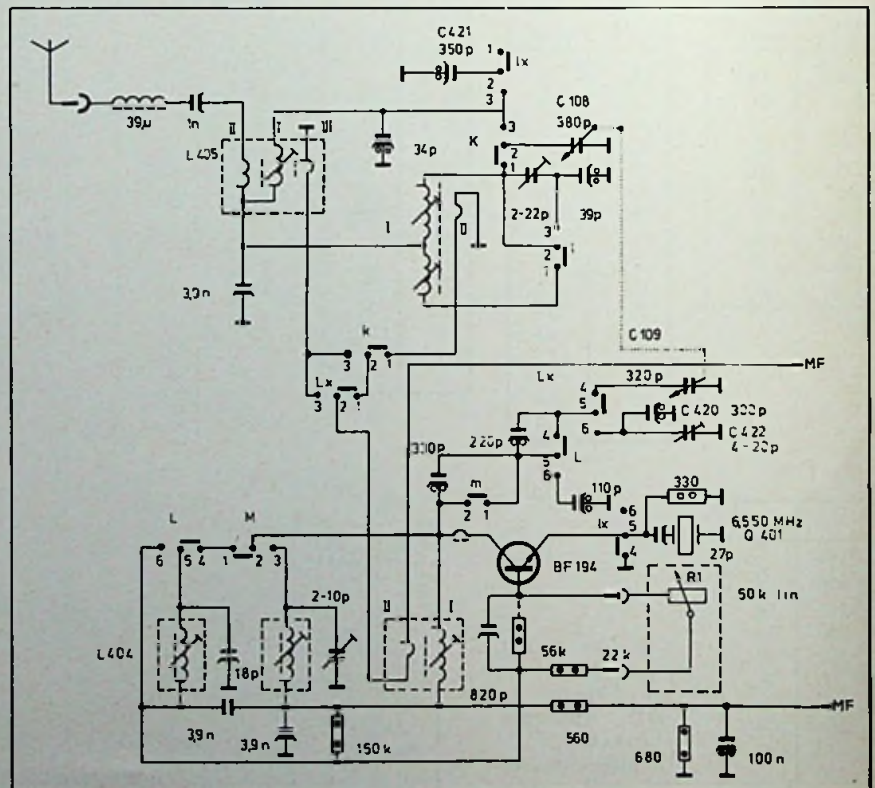 C421
350p
1
lx
2
3
C108
380p
39µ
1n
II
I
III
L405
34p
K
3
2
1
2-22p
39p
I
II
3
2
1
k
3
2
1
Lx
3
2
1
C109
MF
Lx
320p
4
5
6
C420
300p
C422
4-20p
220p
4
L
5
6
m
2
1
110p
330
lx
6
5
4
6,550 MHz
Q 401
27p
L
M
6
5
4
1
2
3
BF194
R1
50k lin
2-10p
II
I
L404
18p
56k
22k
820p
MF
3,9n
3,9n
150k
560
680
100n